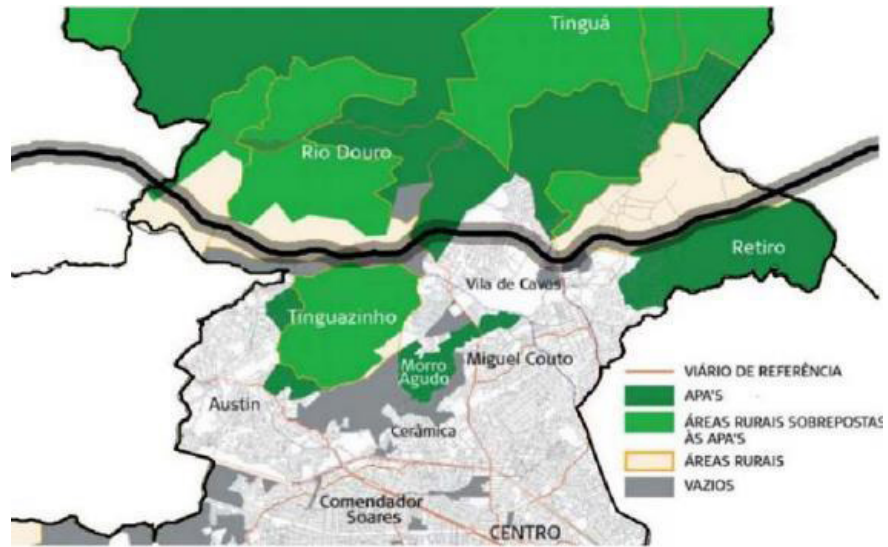 Tinguá
Rio Douro
Retiro
Vila de Cavas
Tinguazinho
Miguel Couto
Morro
Agudo
Austin
Cerâmica
Comendador
Soares
CENTRO
VIÁRIO DE REFERÊNCIA
APA'S
ÁREAS RURAIS SOBREPOSTAS
ÀS APA'S
ÁREAS RURAIS
VAZIOS